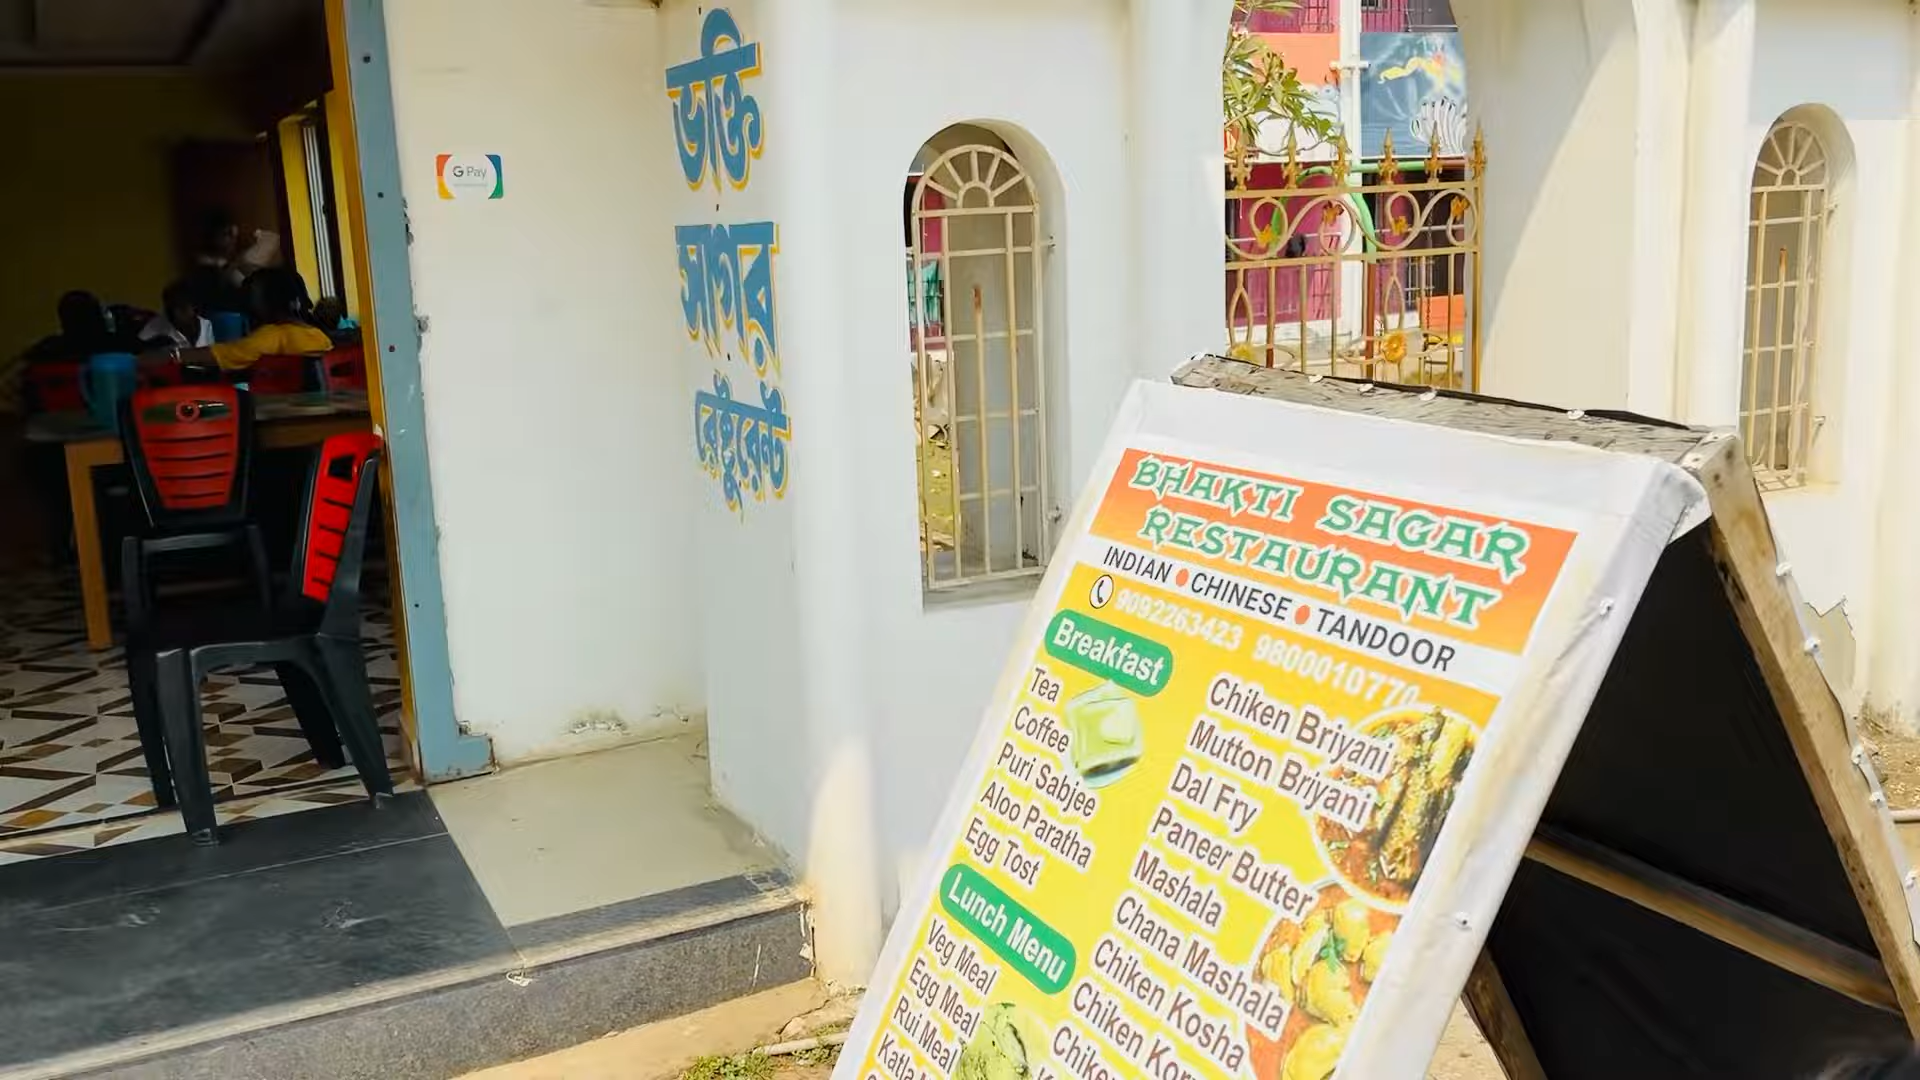 ভক্তি
সাগর
রেষ্টুরেন্ট
G Pay
BHAKTI SAGAR
RESTAURANT
INDIAN • CHINESE • TANDOOR
9092263423 9800010770
Breakfast
Tea
Coffee
Puri Sabjee
Aloo Paratha
Egg Tost
Lunch Menu
Veg Meal
Egg Meal
Rui Meal
Katla
Chiken Briyani
Mutton Briyani
Dal Fry
Paneer Butter
Mashala
Chana Mashala
Chiken Kosha
Chiken